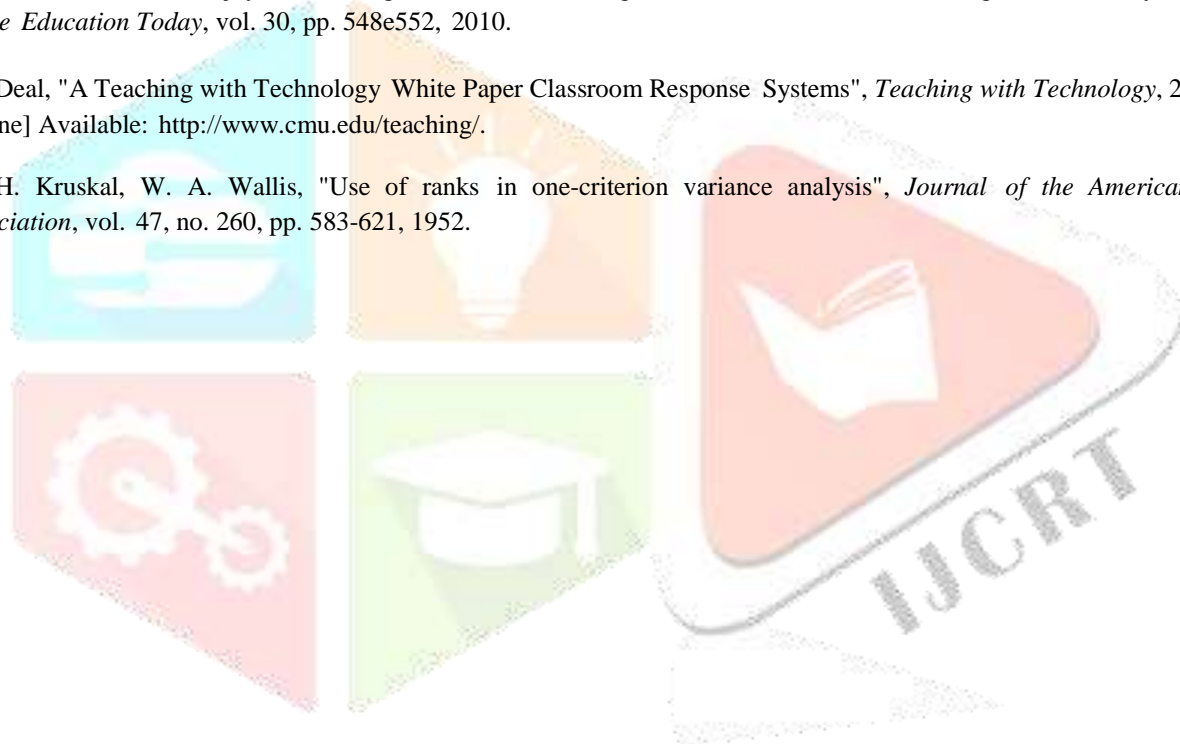 e Education Today, vol. 30, pp. 548e552, 2010.
Deal, "A Teaching with Technology White Paper Classroom Response Systems", Teaching with Technology, 2
ne] Available: http://www.cmu.edu/teaching/.
H. Kruskal, W. A. Wallis, "Use of ranks in one-criterion variance analysis", Journal of the American
ciation, vol. 47, no. 260, pp. 583-621, 1952.
IJCRT